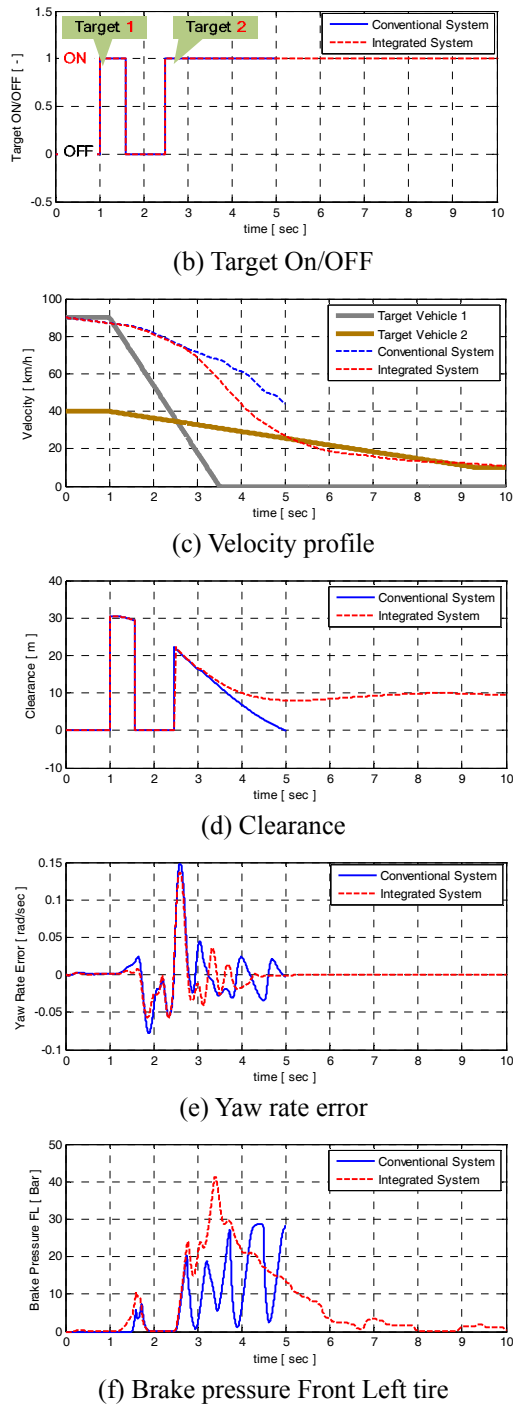 1.5
1
0.5
0
-0.5
Target ON/OFF [ - ]
ON
OFF
Target 1
Target 2
Conventional System
Integrated System
0 1 2 3 4 5 6 7 8 9 10
time [ sec ]
(b) Target On/OFF
100
80
60
40
20
0
Velocity [ km/h ]
Target Vehicle 1
Target Vehicle 2
Conventional System
Integrated System
0 1 2 3 4 5 6 7 8 9 10
time [ sec ]
(c) Velocity profile
40
30
20
10
0
-10
Clearance [ m ]
Conventional System
Integrated System
0 1 2 3 4 5 6 7 8 9 10
time [ sec ]
(d) Clearance
0.15
0.1
0.05
0
-0.05
-0.1
Yaw Rate Error [ rad/sec ]
Conventional System
Integrated System
0 1 2 3 4 5 6 7 8 9 10
time [ sec ]
(e) Yaw rate error
50
40
30
20
10
0
Brake Pressure FL [ Bar ]
Conventional System
Integrated System
0 1 2 3 4 5 6 7 8 9 10
time [ sec ]
(f) Brake pressure Front Left tire